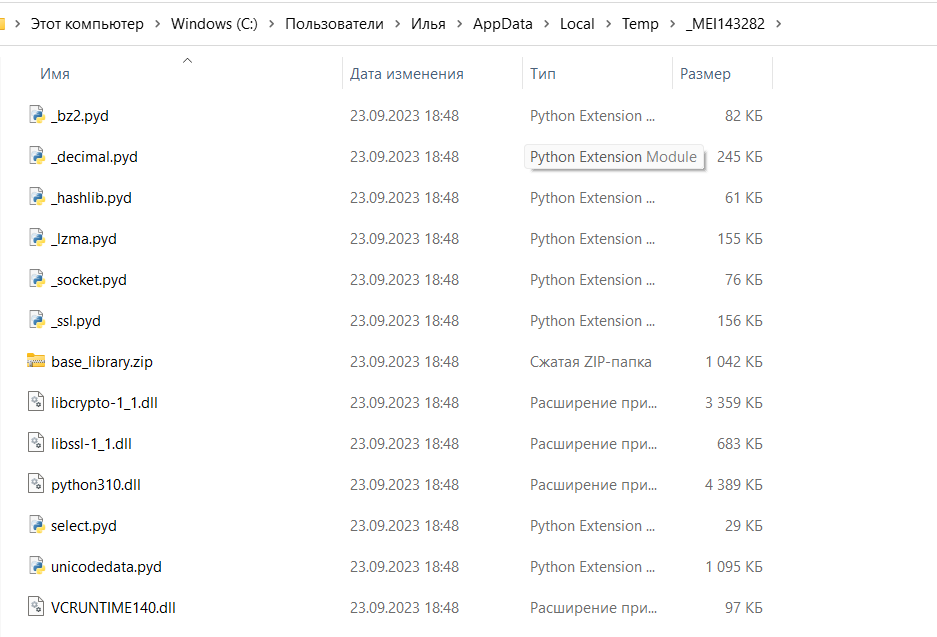 Этот компьютер > Windows (C:) > Пользователи > Илья > AppData > Local > Temp > _MEI143282 >
Имя Дата изменения Тип Размер
_bz2.pyd 23.09.2023 18:48 Python Extension ... 82 КБ
_decimal.pyd 23.09.2023 18:48 Python Extension Module 245 КБ
_hashlib.pyd 23.09.2023 18:48 Python Extension ... 61 КБ
_lzma.pyd 23.09.2023 18:48 Python Extension ... 155 КБ
_socket.pyd 23.09.2023 18:48 Python Extension ... 76 КБ
_ssl.pyd 23.09.2023 18:48 Python Extension ... 156 КБ
base_library.zip 23.09.2023 18:48 Сжатая ZIP-папка 1 042 КБ
libcrypto-1_1.dll 23.09.2023 18:48 Расширение при... 3 359 КБ
libssl-1_1.dll 23.09.2023 18:48 Расширение при... 683 КБ
python310.dll 23.09.2023 18:48 Расширение при... 4 389 КБ
select.pyd 23.09.2023 18:48 Python Extension ... 29 КБ
unicodedata.pyd 23.09.2023 18:48 Python Extension ... 1 095 КБ
VCRUNTIME140.dll 23.09.2023 18:48 Расширение при... 97 КБ